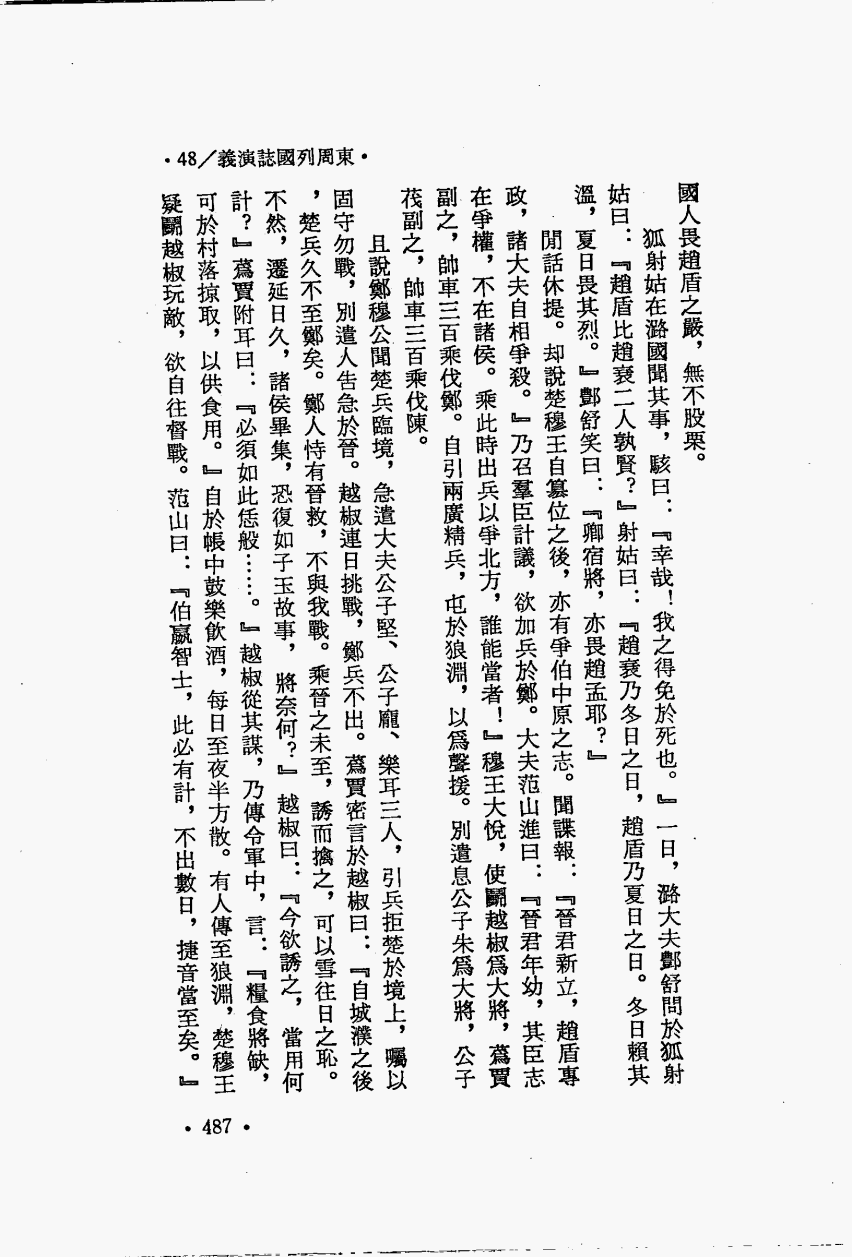 ·48／義演誌國列周東·
國人畏趙盾之嚴，無不股栗。
狐射姑在潞國聞其事，駭曰：『幸哉！我之得免於死也。』一日，潞大夫酆舒問於狐射
姑曰：『趙盾比趙衰二人孰賢？』射姑曰：『趙衰乃冬日之日，趙盾乃夏日之日。冬日賴其
溫，夏日畏其烈。』酆舒笑曰：『卿宿將，亦畏趙孟耶？』
閒話休提。却說楚穆王自篡位之後，亦有爭伯中原之志。聞諜報：『晉君新立，趙盾專
政，諸大夫自相爭殺。』乃召羣臣計議，欲加兵於鄭。大夫范山進曰：『晉君年幼，其臣志
在爭權，不在諸侯。乘此時出兵以爭北方，誰能當者！』穆王大悅，使鬭越椒爲大將，蔿賈
副之，帥車三百乘伐鄭。自引兩廣精兵，屯於狼淵，以爲聲援。別遣息公子朱爲大將，公子
茷副之，帥車三百乘伐陳。
且說鄭穆公聞楚兵臨境，急遣大夫公子堅、公子龐、樂耳三人，引兵拒楚於境上，囑以
固守勿戰，別遣人告急於晉。越椒連日挑戰，鄭兵不出。蔿賈密言於越椒曰：『自城濮之後
，楚兵久不至鄭矣。鄭人恃有晉救，不與我戰。乘晉之未至，誘而擒之，可以雪往日之恥。
不然，遷延日久，諸侯畢集，恐復如子玉故事，將奈何？』越椒曰：『今欲誘之，當用何
計？』蔿賈附耳曰：『必須如此恁般……。』越椒從其謀，乃傳令軍中，言：『糧食將缺，
可於村落掠取，以供食用。』自於帳中鼓樂飲酒，每日至夜半方散。有人傳至狼淵，楚穆王
疑鬭越椒玩敵，欲自往督戰。范山曰：『伯嬴智士，此必有計，不出數日，捷音當至矣。』
·487·